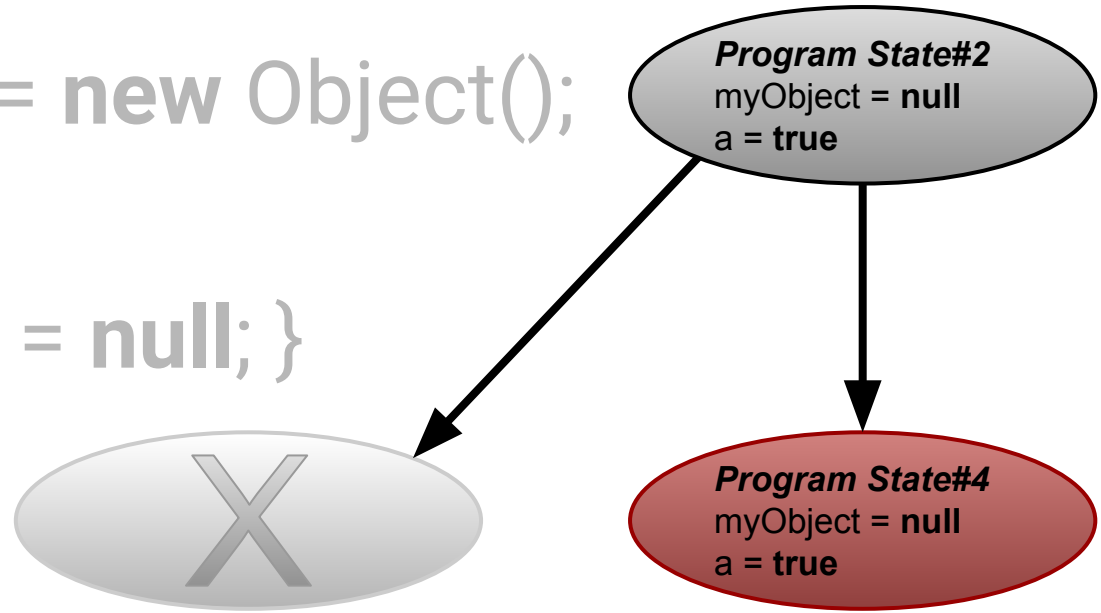 = new Object();
Program State#2
myObject = null
a = true
= null; }
X
Program State#4
myObject = null
a = true